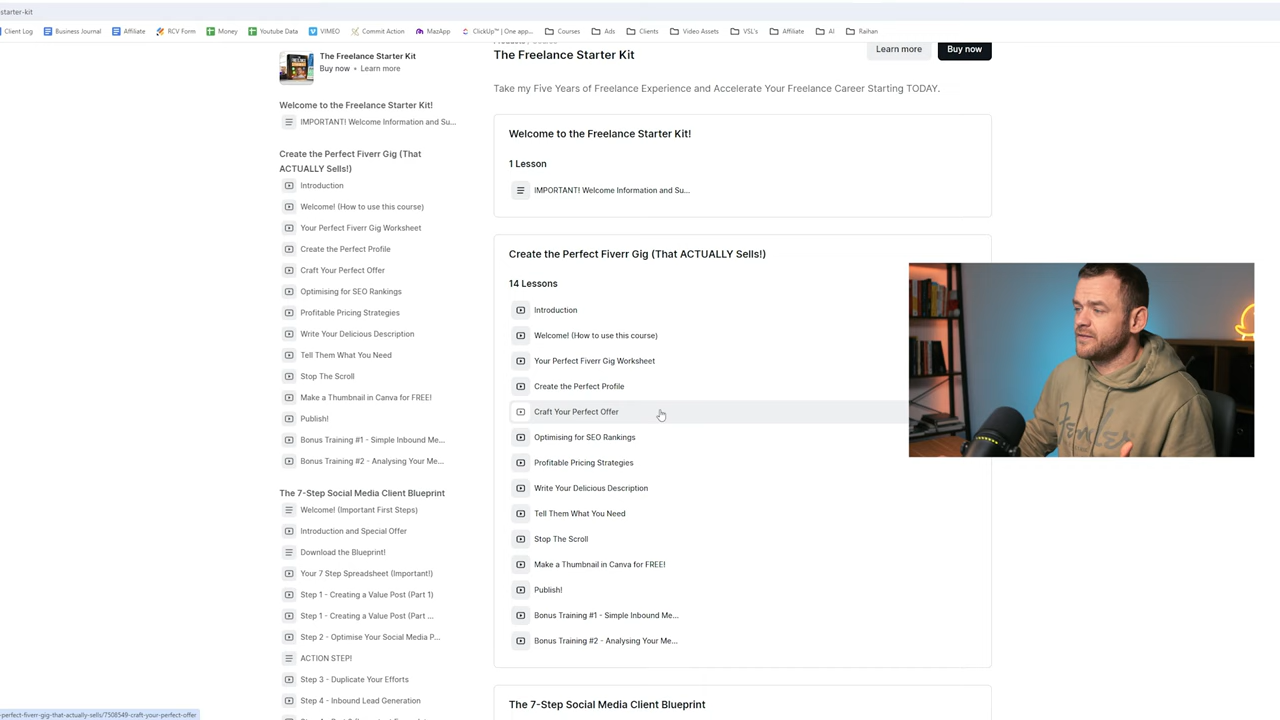 starter-kit
Client Log Business Journal Affiliate RCV Form Money Youtube Data VIMEO Commit Action MazApp ClickUp™ | One app... Courses Ads Clients Video Assets VSL's Affiliate AI Raihan
The Freelance Starter Kit
Buy now • Learn more
Welcome to the Freelance Starter Kit!
IMPORTANT! Welcome Information and Su...
Create the Perfect Fiverr Gig (That
ACTUALLY Sells!)
Introduction
Welcome! (How to use this course)
Your Perfect Fiverr Gig Worksheet
Create the Perfect Profile
Craft Your Perfect Offer
Optimising for SEO Rankings
Profitable Pricing Strategies
Write Your Delicious Description
Tell Them What You Need
Stop The Scroll
Make a Thumbnail in Canva for FREE!
Publish!
Bonus Training #1 - Simple Inbound Me...
Bonus Training #2 - Analysing Your Me...
The 7-Step Social Media Client Blueprint
Welcome! (Important First Steps)
Introduction and Special Offer
Download the Blueprint!
Your 7 Step Spreadsheet (Important!)
Step 1 - Creating a Value Post (Part 1)
Step 1 - Creating a Value Post (Part ...
Step 2 - Optimise Your Social Media P...
ACTION STEP!
Step 3 - Duplicate Your Efforts
Step 4 - Inbound Lead Generation
The Freelance Starter Kit
Learn more
Buy now
Take my Five Years of Freelance Experience and Accelerate Your Freelance Career Starting TODAY.
Welcome to the Freelance Starter Kit!
1 Lesson
IMPORTANT! Welcome Information and Su...
Create the Perfect Fiverr Gig (That ACTUALLY Sells!)
14 Lessons
Introduction
Welcome! (How to use this course)
Your Perfect Fiverr Gig Worksheet
Create the Perfect Profile
Craft Your Perfect Offer
Optimising for SEO Rankings
Profitable Pricing Strategies
Write Your Delicious Description
Tell Them What You Need
Stop The Scroll
Make a Thumbnail in Canva for FREE!
Publish!
Bonus Training #1 - Simple Inbound Me...
Bonus Training #2 - Analysing Your Me...
The 7-Step Social Media Client Blueprint
-perfect-fiverr-gig-that-actually-sells/7508549-craft-your-perfect-offer